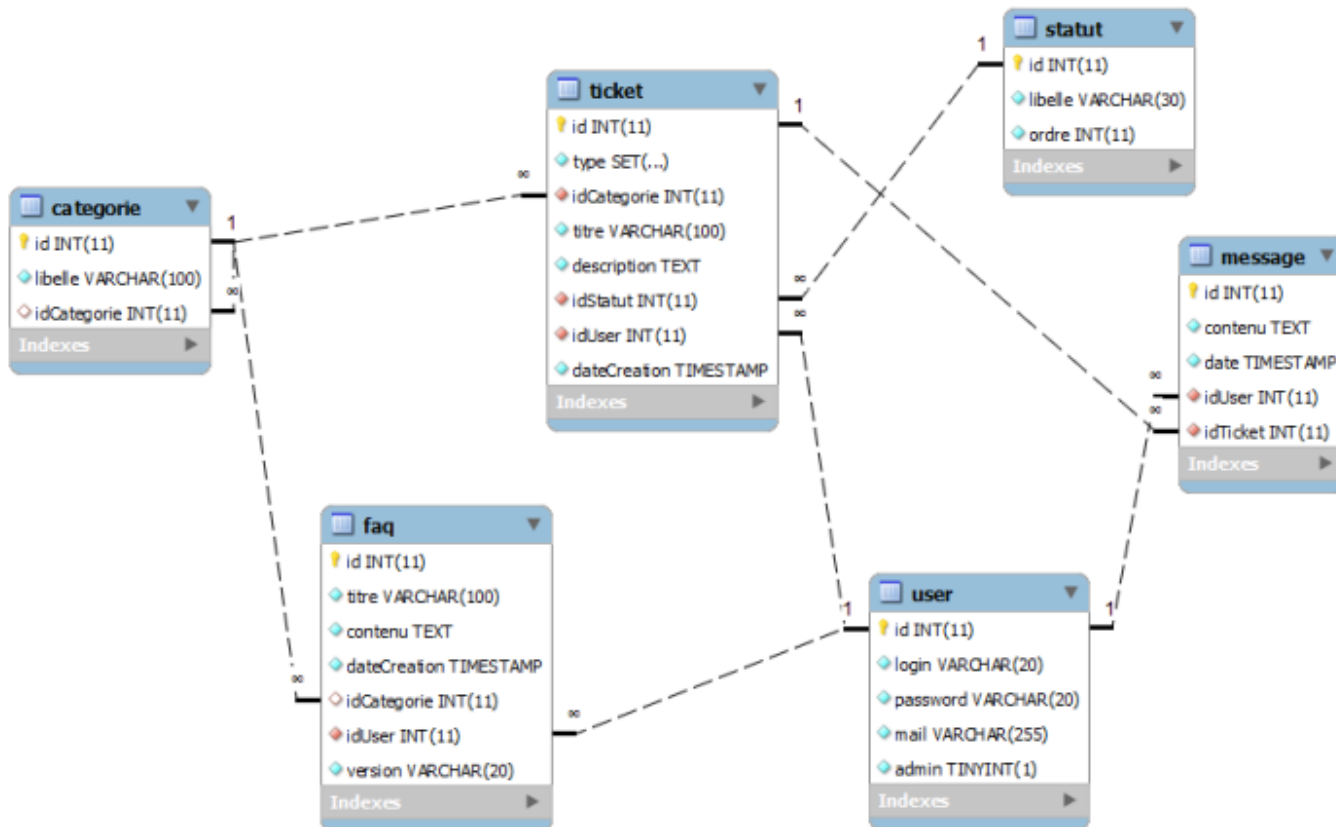 statut
1
id INT(11)
libelle VARCHAR(30)
ordre INT(11)
Indexes
ticket
1
id INT(11)
type SET(...)
∞
idCategorie INT(11)
titre VARCHAR(100)
description TEXT
∞
idStatut INT(11)
∞
idUser INT(11)
dateCreation TIMESTAMP
Indexes
categorie
1
id INT(11)
libelle VARCHAR(100)
∞
idCategorie INT(11)
Indexes
message
id INT(11)
contenu TEXT
date TIMESTAMP
∞
idUser INT(11)
∞
idTicket INT(11)
Indexes
faq
id INT(11)
titre VARCHAR(100)
contenu TEXT
dateCreation TIMESTAMP
∞
idCategorie INT(11)
∞
idUser INT(11)
version VARCHAR(20)
Indexes
user
1
1
id INT(11)
login VARCHAR(20)
password VARCHAR(20)
mail VARCHAR(255)
admin TINYINT(1)
Indexes